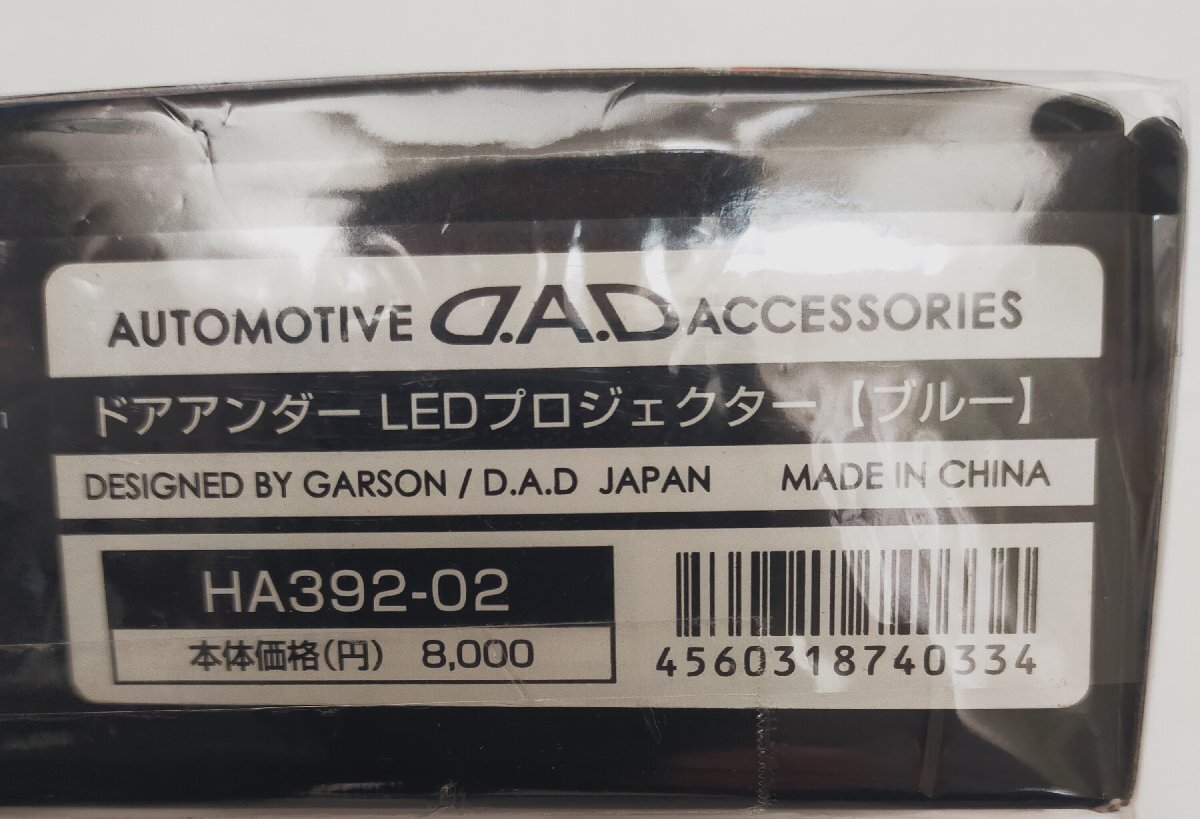 AUTOMOTIVE D.A.D ACCESSORIES
ドアアンダー LEDプロジェクター【ブルー】
DESIGNED BY GARSON / D.A.D JAPAN MADE IN CHINA
HA392-02
本体価格(円) 8,000
4560318740334